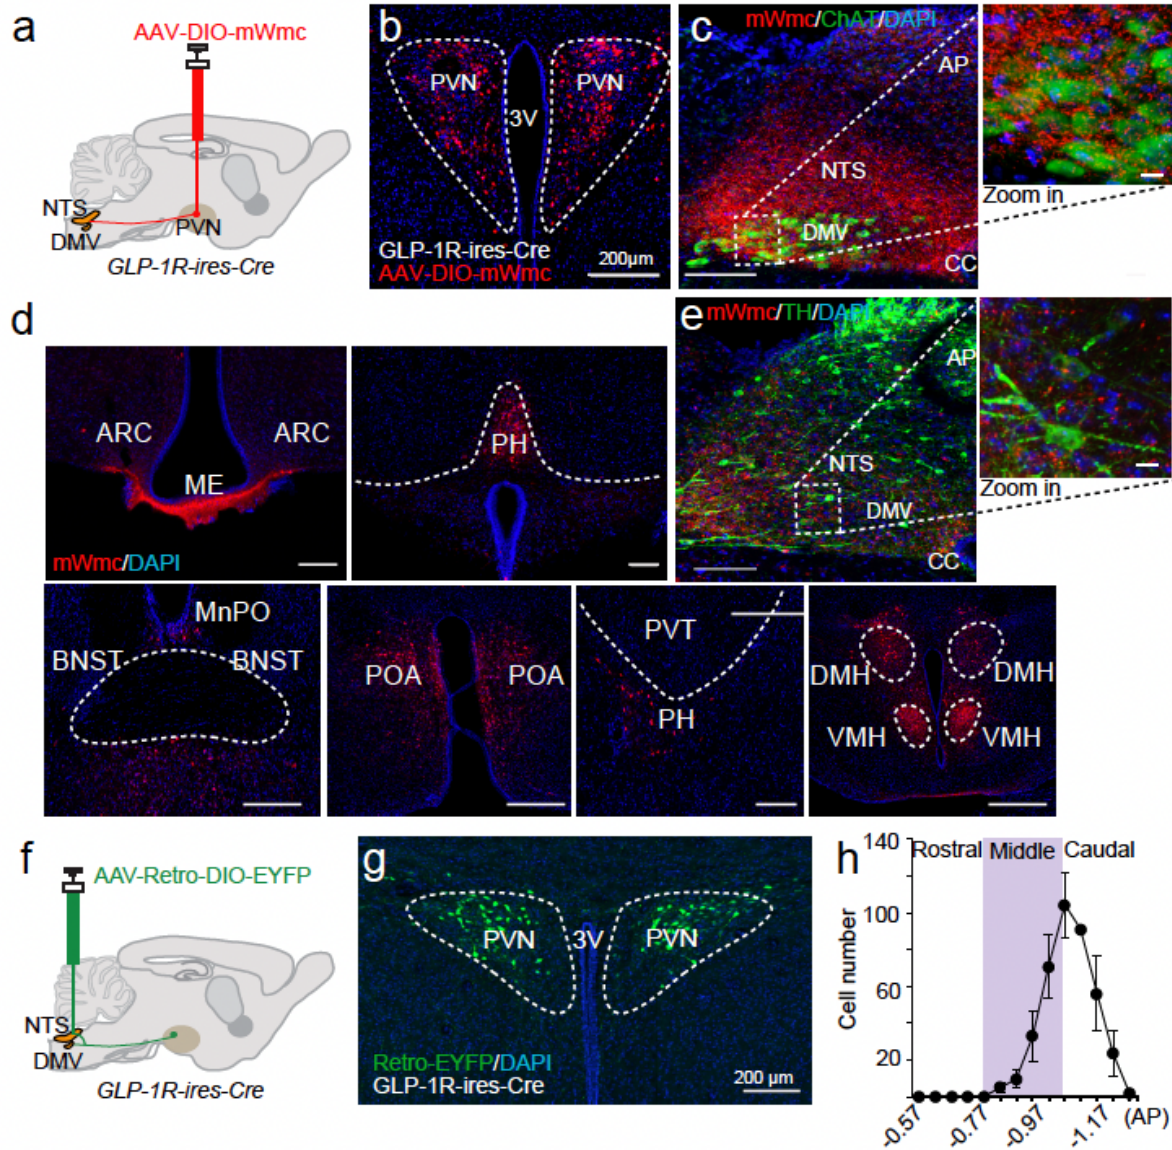 a
AAV-DIO-mWmc
NTS
DMV
PVN
GLP-1R-ires-Cre
b
PVN
PVN
3V
GLP-1R-ires-Cre
AAV-DIO-mWmc
200μm
c
mWmc/ChAT/DAPI
AP
NTS
DMV
CC
Zoom in
d
ARC
ARC
ME
mWmc/DAPI
PH
MnPO
BNST
BNST
POA
POA
PVT
PH
DMH
DMH
VMH
VMH
e
mWmc/TH/DAPI
AP
NTS
DMV
CC
Zoom in
f
AAV-Retro-DIO-EYFP
NTS
DMV
GLP-1R-ires-Cre
g
PVN
3V
PVN
Retro-EYFP/DAPI
GLP-1R-ires-Cre
200 μm
h
Rostral Middle Caudal
Cell number
140
100
60
20
-0.57
-0.77
-0.97
-1.17
(AP)